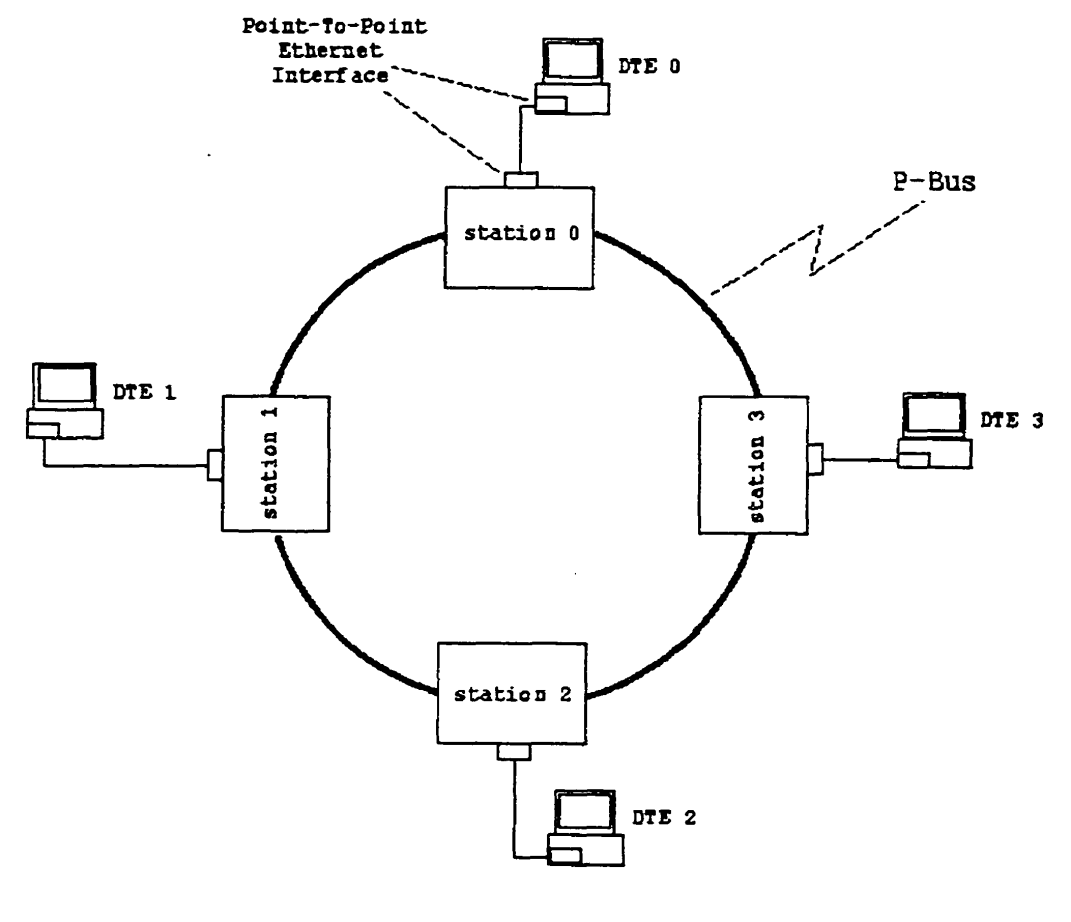 Point-To-Point
Ethernet
Interface
DTE 0
P-Bus
station 0
DTE 1
station 1
station 3
DTE 3
station 2
DTE 2